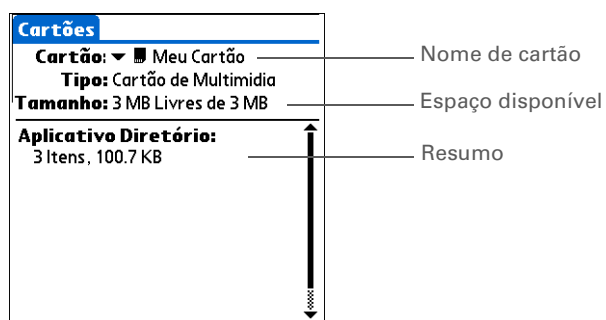 Cartões
Cartão: Meu Cartão
Nome de cartão
Tipo: Cartão de Multimidia
Tamanho: 3 MB Livres de 3 MB
Espaço disponível
Aplicativo Diretório:
3 Itens, 100.7 KB
Resumo